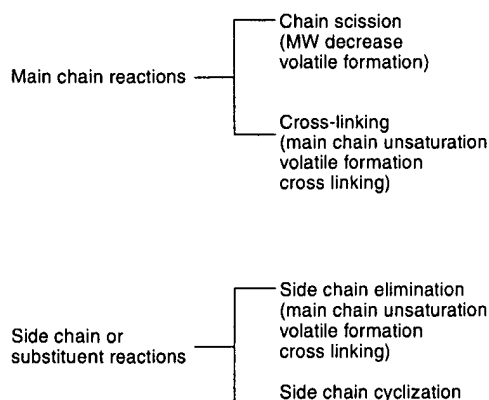 Chain scission
(MW decrease
volatile formation)
Main chain reactions
Cross-linking
(main chain unsaturation
volatile formation
cross linking)
Side chain elimination
(main chain unsaturation
volatile formation
cross linking)
Side chain or
substituent reactions
Side chain cyclization